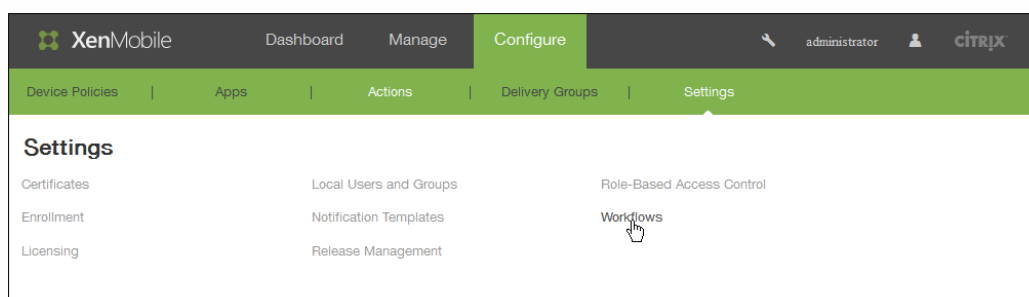 XenMobile Dashboard Manage Configure administrator CITRIX
Device Policies | Apps | Actions | Delivery Groups | Settings
Settings
Certificates Local Users and Groups Role-Based Access Control
Enrollment Notification Templates Workflows
Licensing Release Management